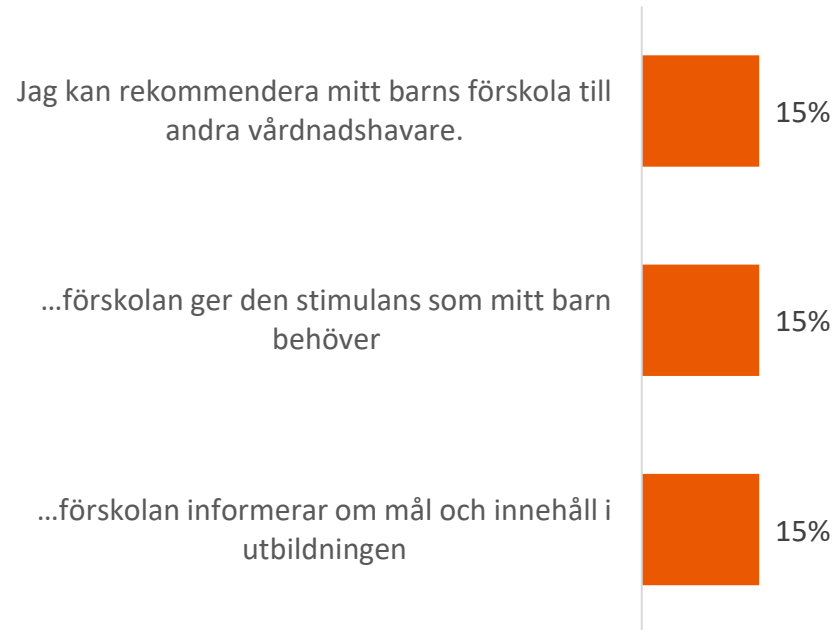 Jag kan rekommendera mitt barns förskola till
andra vårdnadshavare.
15%
...förskolan ger den stimulans som mitt barn
behöver
15%
...förskolan informerar om mål och innehåll i
utbildningen
15%